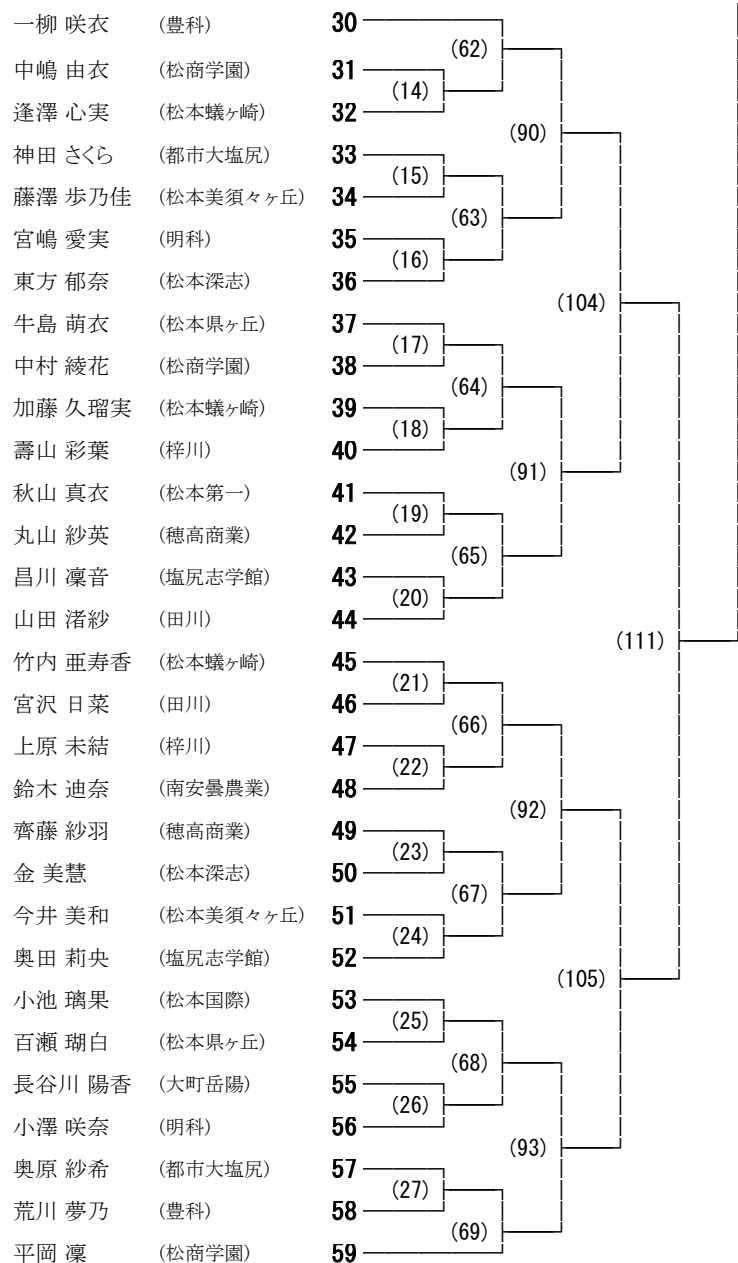 一柳 咲衣 (豊科) 30
(62)
中嶋 由衣 (松商学園) 31
(14)
逢澤 心実 (松本蟻ヶ崎) 32
(90)
神田 さくら (都市大塩尻) 33
(15)
藤澤 歩乃佳 (松本美須々ヶ丘) 34
(63)
宮嶋 愛実 (明科) 35
(16)
東方 郁奈 (松本深志) 36
(104)
牛島 萌衣 (松本県ヶ丘) 37
(17)
中村 綾花 (松商学園) 38
(64)
加藤 久瑠実 (松本蟻ヶ崎) 39
(18)
壽山 彩葉 (梓川) 40
(91)
秋山 真衣 (松本第一) 41
(19)
丸山 紗英 (穂高商業) 42
(65)
昌川 凜音 (塩尻志学館) 43
(20)
山田 渚紗 (田川) 44
(111)
竹内 亜寿香 (松本蟻ヶ崎) 45
(21)
宮沢 日菜 (田川) 46
(66)
上原 未結 (梓川) 47
(22)
鈴木 迪奈 (南安曇農業) 48
(92)
齊藤 紗羽 (穂高商業) 49
(23)
金 美慧 (松本深志) 50
(67)
今井 美和 (松本美須々ヶ丘) 51
(24)
奥田 莉央 (塩尻志学館) 52
(105)
小池 璃果 (松本国際) 53
(25)
百瀬 瑚白 (松本県ヶ丘) 54
(68)
長谷川 陽香 (大町岳陽) 55
(26)
小澤 咲奈 (明科) 56
(93)
奥原 紗希 (都市大塩尻) 57
(27)
荒川 夢乃 (豊科) 58
(69)
平岡 凜 (松商学園) 59